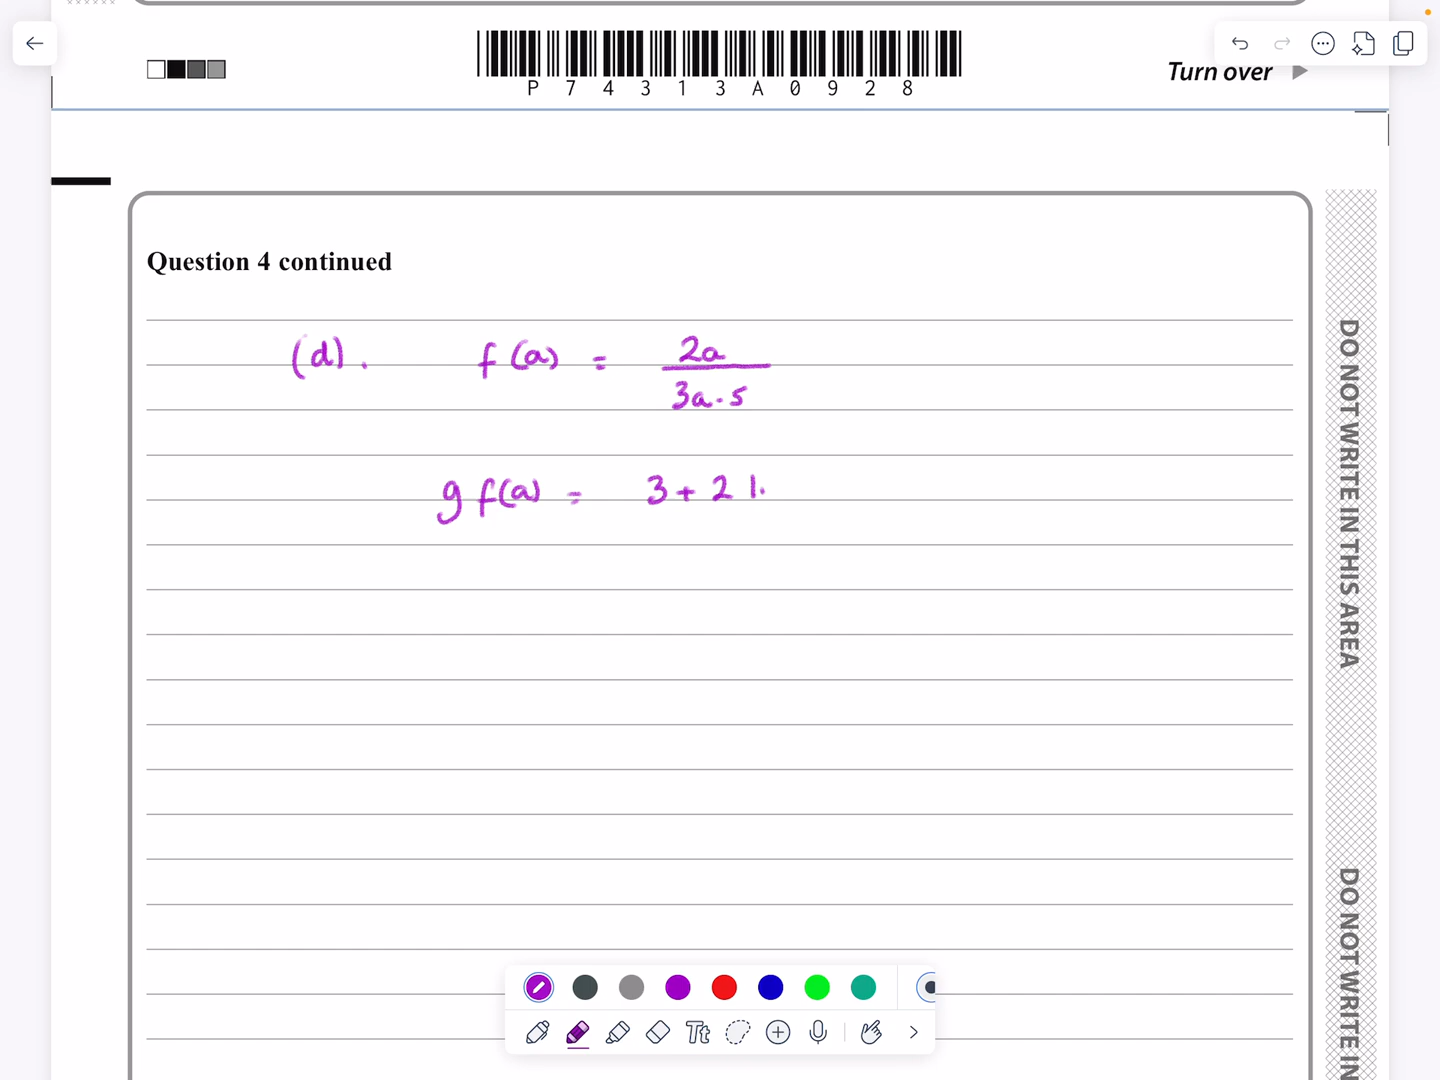 P 7 4 3 1 3 A 0 9 2 8
Turn over
Question 4 continued
(d). f(a) = 2a
3a - 5
g f(a) = 3 + 2 l.
Tt
DO NOT WRITE IN THIS AREA
DO NOT WRITE IN